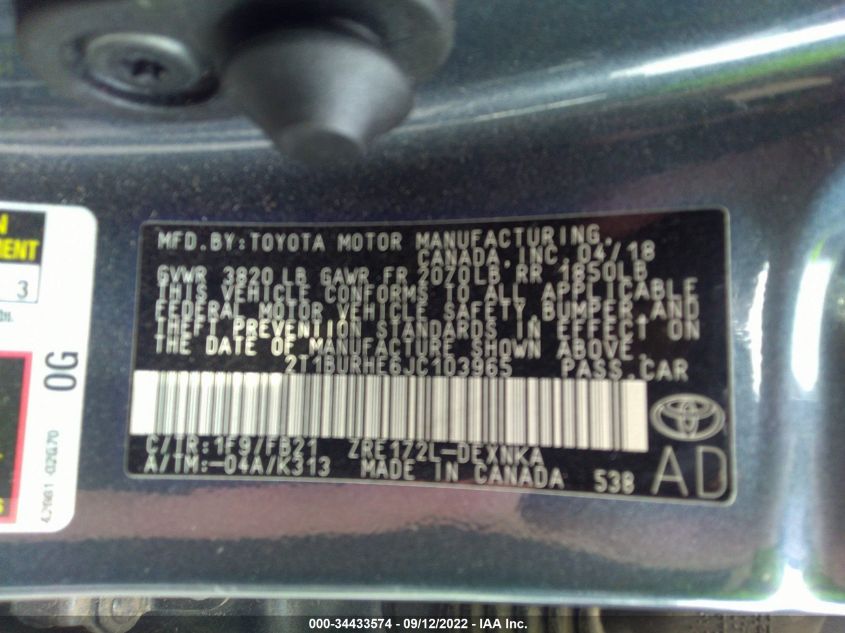 MFD.BY:TOYOTA MOTOR MANUFACTURING,
CANADA,INC.04/18
GVWR 3820 LB GAWR FR 2070LB RR 1850LB
THIS VEHICLE CONFORMS TO ALL APPLICABLE
FEDERAL MOTOR VEHICLE SAFETY,BUMPER,AND
THEFT PREVENTION STANDARDS IN EFFECT ON
THE DATE OF MANUFACTURE SHOWN ABOVE.
2T1BURHE6JC103965 PASS.CAR
C/TR:1F9/FB21 ZRE172L-DEXNKA
A/TM:-04A/K313 MADE IN CANADA 538
AD
N
MENT
3
0G
000-34433574 - 09/12/2022 - IAA Inc.